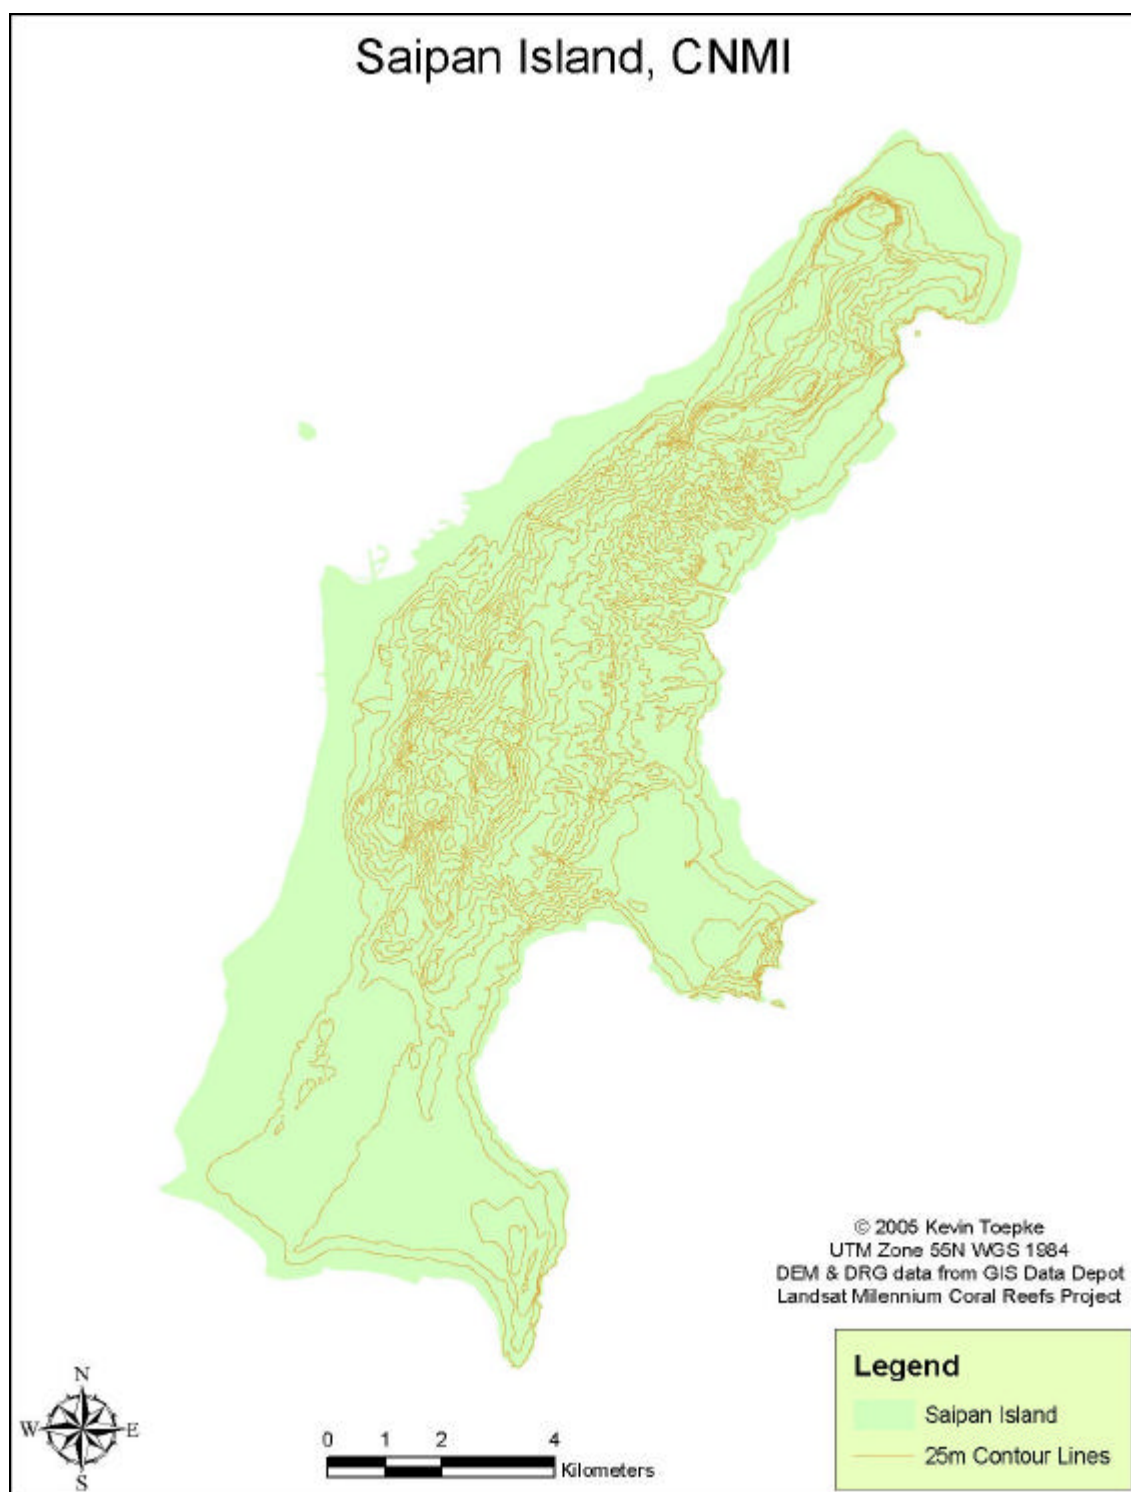 Saipan Island, CNMI
© 2005 Kevin Toepke
UTM Zone 55N WGS 1984
DEM & DRG data from GIS Data Depot
Landsat Milennium Coral Reefs Project
Legend
Saipan Island
25m Contour Lines
N
W E
S
0 1 2 4
Kilometers